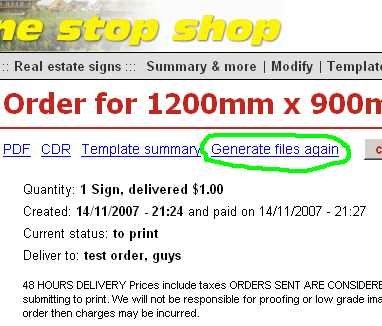 ne stop shop
:: Real estate signs ::: Summary & more | Modify | Templat
Order for 1200mm x 900m
PDF CDR Template summary Generate files again c
Quantity: 1 Sign, delivered $1.00
Created: 14/11/2007 - 21:24 and paid on 14/11/2007 - 21:27
Current status: to print
Deliver to: test order, guys
48 HOURS DELIVERY Prices include taxes ORDERS SENT ARE CONSIDERE
submitting to print. We will not be responsible for proofing or low grade ima
order then charges may be incurred.